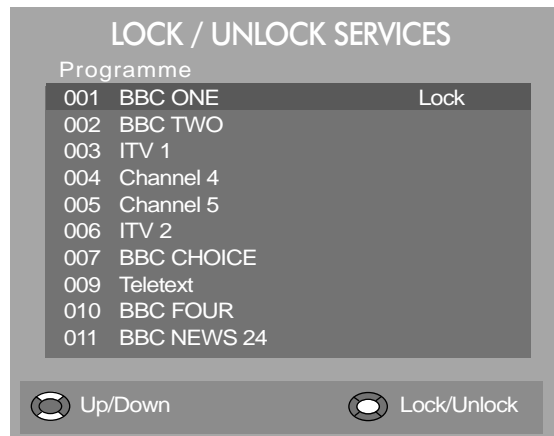 LOCK / UNLOCK SERVICES
Programme
001 BBC ONE Lock
002 BBC TWO
003 ITV 1
004 Channel 4
005 Channel 5
006 ITV 2
007 BBC CHOICE
009 Teletext
010 BBC FOUR
011 BBC NEWS 24
Up/Down Lock/Unlock